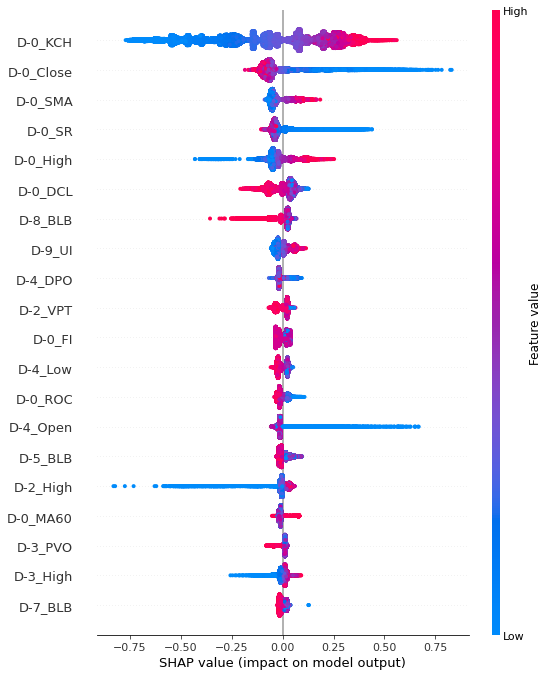 High
D-0_KCH
D-0_Close
D-0_SMA
D-0_SR
D-0_High
D-0_DCL
D-8_BLB
D-9_UI
D-4_DPO
D-2_VPT
D-0_FI
D-4_Low
D-0_ROC
D-4_Open
D-5_BLB
D-2_High
D-0_MA60
D-3_PVO
D-3_High
D-7_BLB
Feature value
Low
−0.75 −0.50 −0.25 0.00 0.25 0.50 0.75
SHAP value (impact on model output)